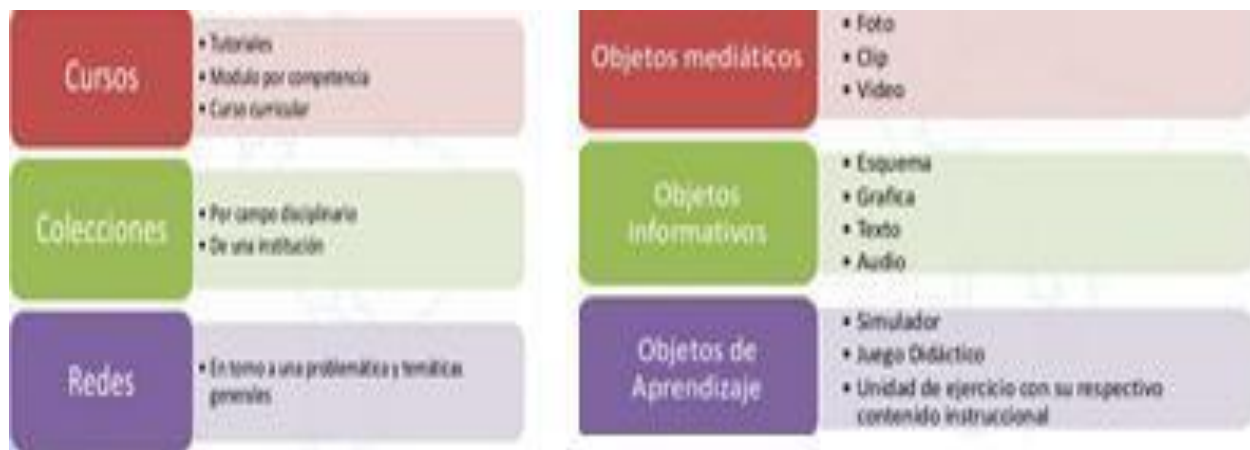 Cursos
• Tutoriales
• Modulo por competencia
• Curso curricular
Colecciones
• Por campo disciplinario
• De una institución
Redes
• En torno a una problemática y temáticas
generales
Objetos mediáticos
• Foto
• Clip
• Video
Objetos
Informativos
• Esquema
• Grafica
• Texto
• Audio
Objetos de
Aprendizaje
• Simulador
• Juego Didáctico
• Unidad de ejercicio con su respectivo
contenido instruccional